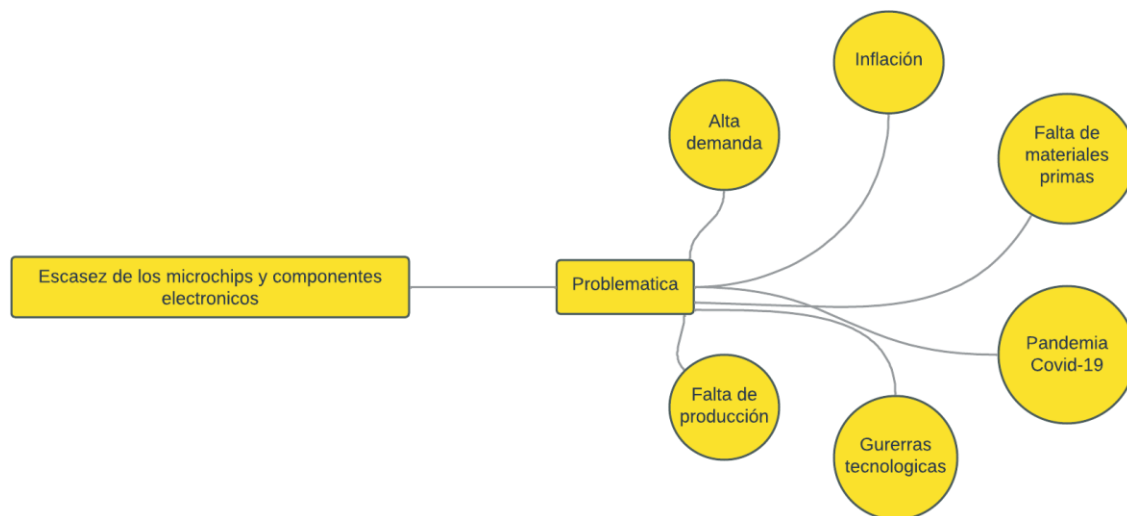 Escasez de los microchips y componentes
electronicos
Problematica
Alta
demanda
Inflación
Falta de
materiales
primas
Pandemia
Covid-19
Gurerras
tecnologicas
Falta de
producción